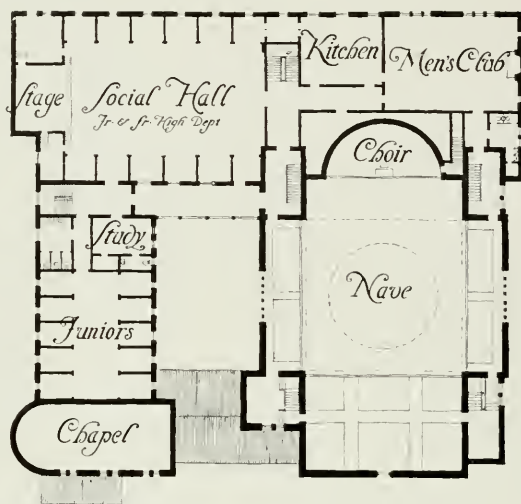 Kitchen
Men's Club
Stage
Social Hall
Jr. & Sr. High Dept
Choir
Study
Nave
Juniors
Chapel